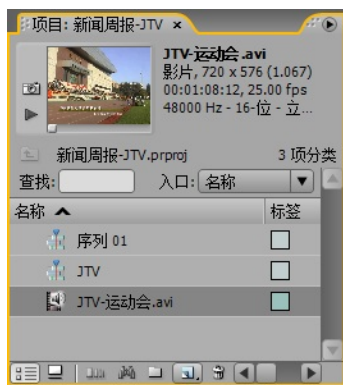 项目: 新闻周报-JTV ×
JTV-运动会.avi
影片, 720 x 576 (1.067)
00:01:08:12, 25.00 fps
48000 Hz - 16-位 - 立...
新闻周报-JTV.prproj 3 项分类
查找: 入口: 名称
名称 标签
序列 01
JTV
JTV-运动会.avi